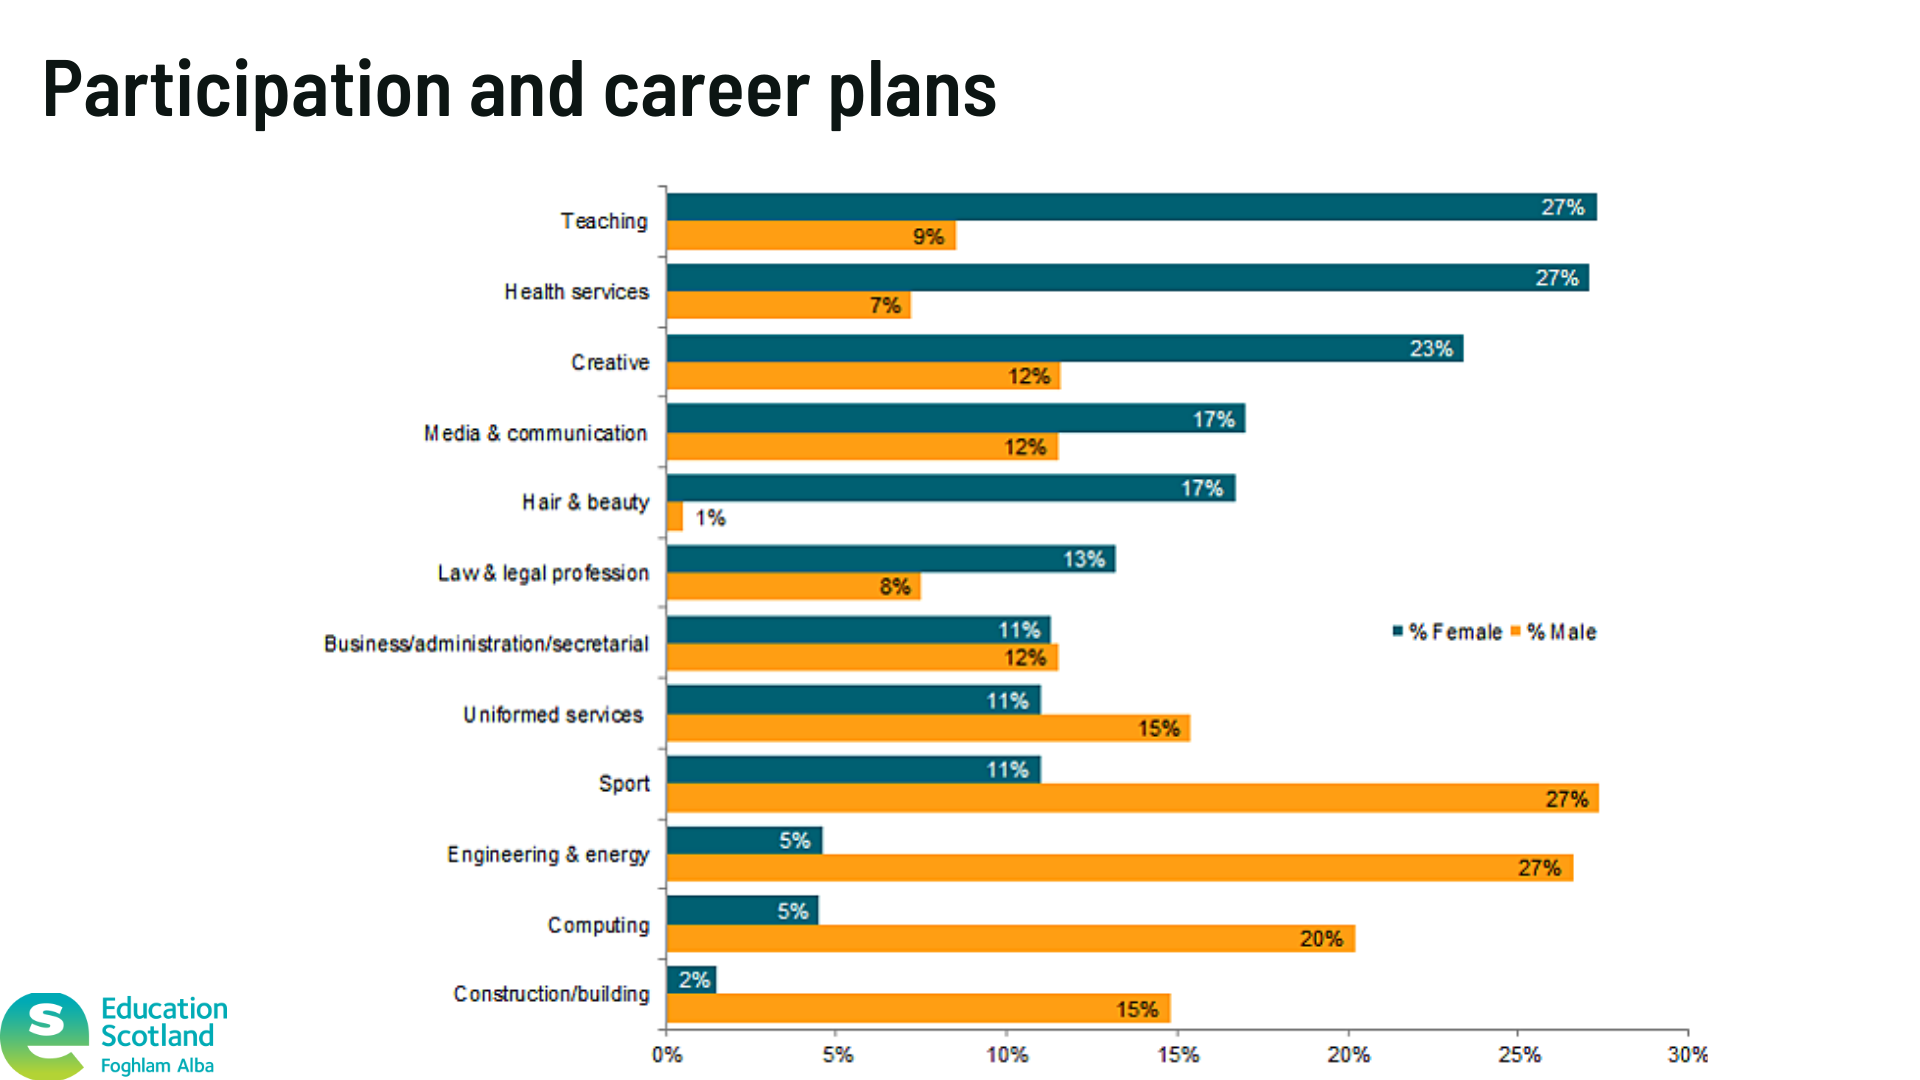 Participation and career plans
Teaching
27%
9%
Health services
27%
7%
Creative
23%
12%
Media & communication
17%
12%
Hair & beauty
17%
1%
Law & legal profession
13%
8%
Business/administration/secretarial
11%
12%
% Female % Male
Uniformed services
11%
15%
Sport
11%
27%
Engineering & energy
5%
27%
Computing
5%
20%
Construction/building
2%
15%
0% 5% 10% 15% 20% 25% 30%
Education
Scotland
Foghlam Alba